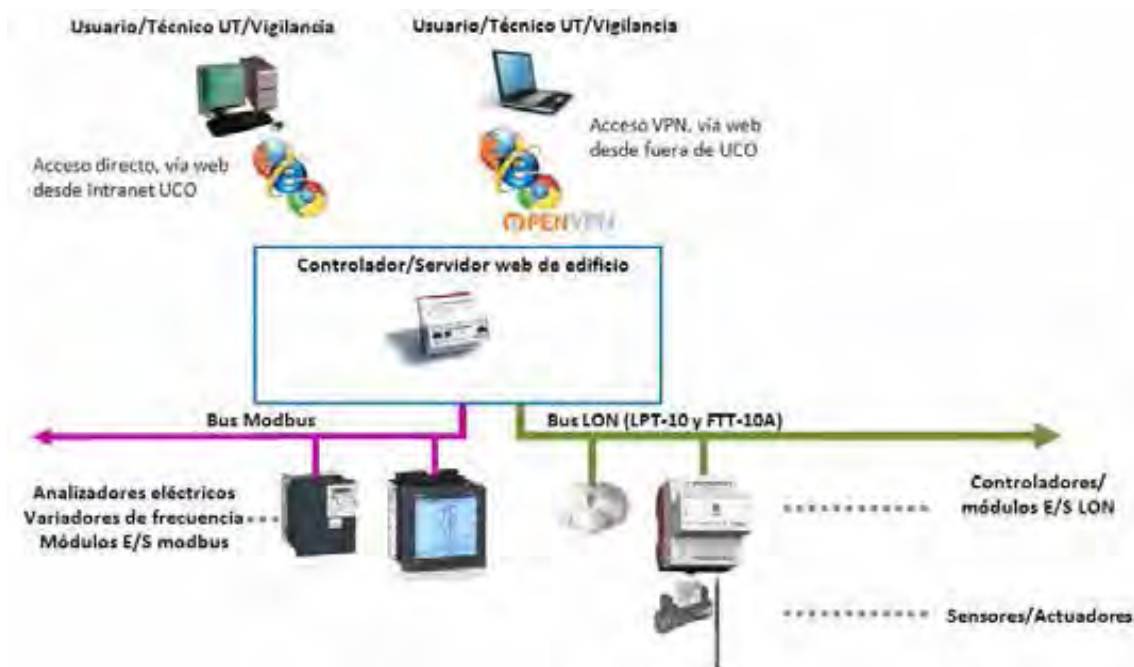 Usuario/Técnico UT/Vigilancia
Usuario/Técnico UT/Vigilancia
Acceso directo, vía web
desde Intranet UCO
Acceso VPN, vía web
desde fuera de UCO
OPENVPN
Controlador/Servidor web de edificio
Bus Modbus
Bus LON (LPT-10 y FTT-10A)
Analizadores eléctricos
Variadores de frecuencia
Módulos E/S modbus
Controladores/
módulos E/S LON
Sensores/Actuadores